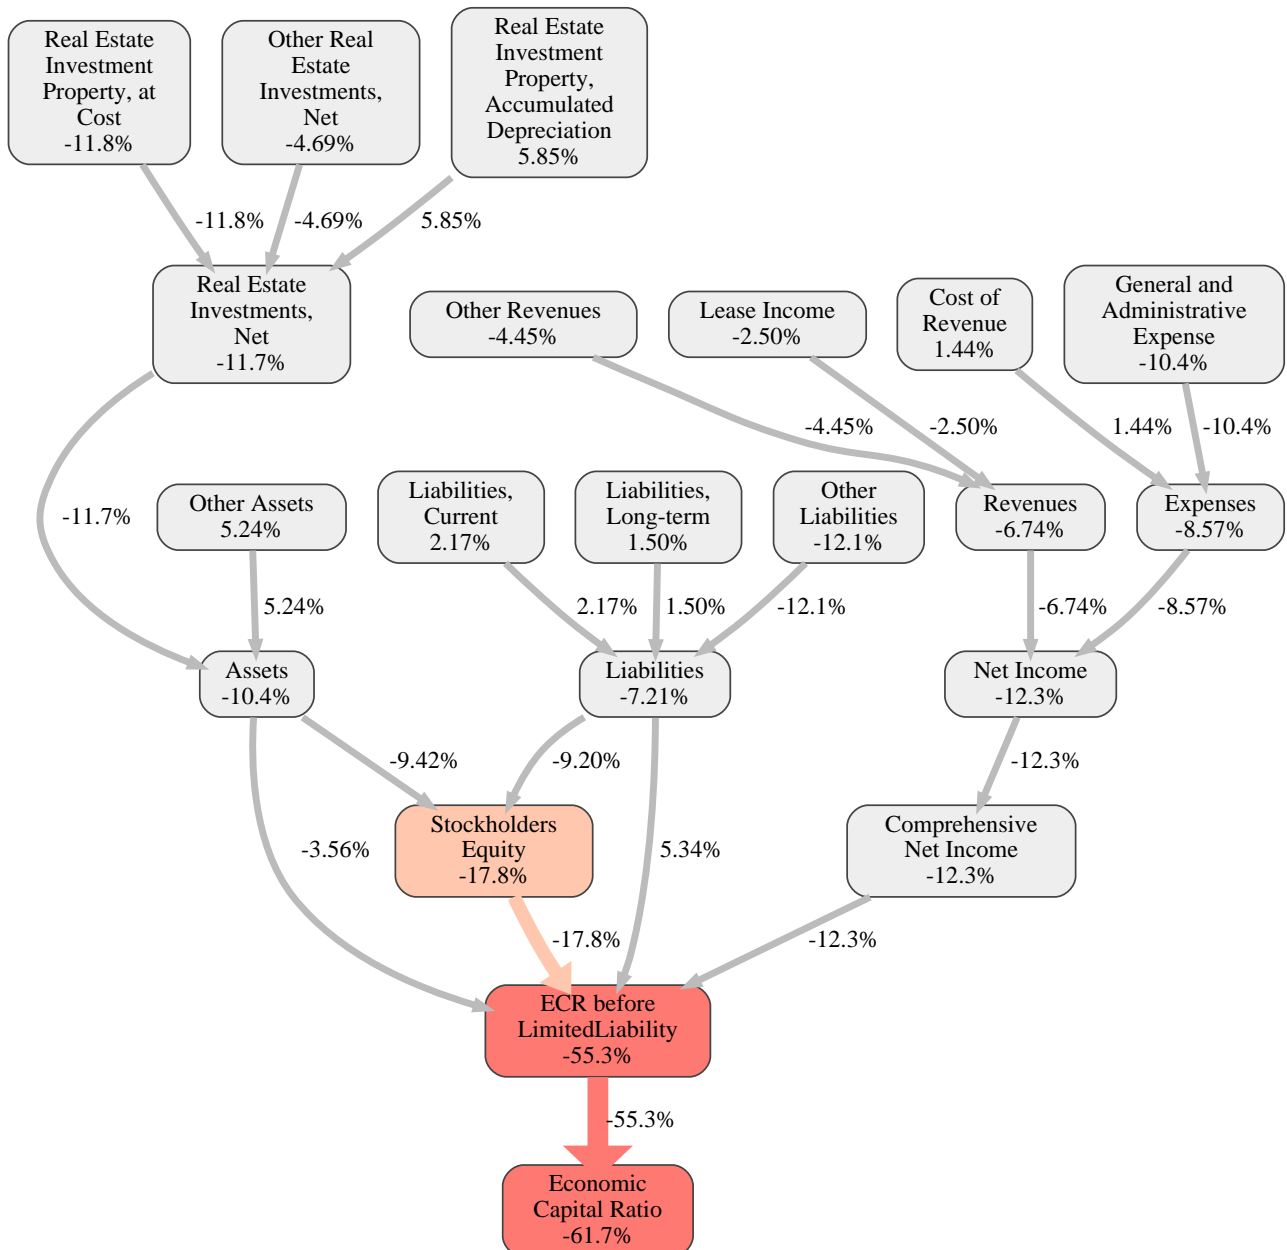 Real Estate
Investment
Property, at
Cost
-11.8%
Other Real
Estate
Investments,
Net
-4.69%
Real Estate
Investment
Property,
Accumulated
Depreciation
5.85%
-11.8%
-4.69%
5.85%
Real Estate
Investments,
Net
-11.7%
Other Revenues
-4.45%
Lease Income
-2.50%
Cost of
Revenue
1.44%
General and
Administrative
Expense
-10.4%
-4.45%
-2.50%
1.44%
-10.4%
-11.7%
Other Assets
5.24%
Liabilities,
Current
2.17%
Liabilities,
Long-term
1.50%
Other
Liabilities
-12.1%
Revenues
-6.74%
Expenses
-8.57%
5.24%
2.17%
1.50%
-12.1%
-6.74%
-8.57%
Assets
-10.4%
Liabilities
-7.21%
Net Income
-12.3%
-9.42%
-9.20%
-12.3%
-3.56%
Stockholders
Equity
-17.8%
5.34%
Comprehensive
Net Income
-12.3%
-17.8%
-12.3%
ECR before
LimitedLiability
-55.3%
-55.3%
Economic
Capital Ratio
-61.7%